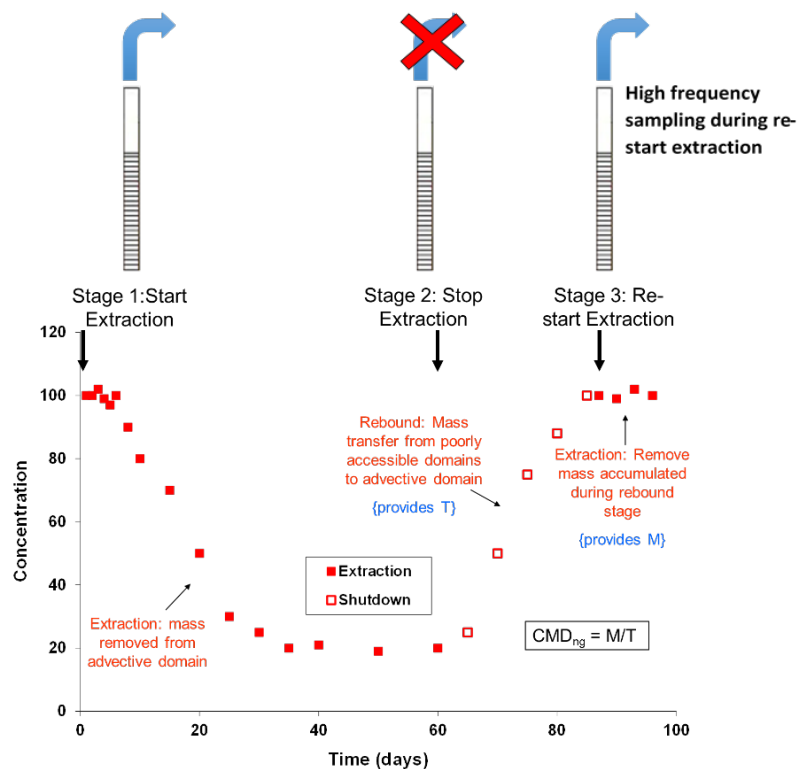 High frequency
sampling during re-
start extraction
Stage 1:Start
Extraction
Stage 2: Stop
Extraction
Stage 3: Re-
start Extraction
120
100
80
60
40
20
0
Concentration
Rebound: Mass
transfer from poorly
accessible domains
to advective domain
{provides T}
Extraction: Remove
mass accumulated
during rebound
stage
{provides M}
Extraction
Shutdown
Extraction: mass
removed from
advective domain
CMDng = M/T
0
20
40
60
80
100
Time (days)